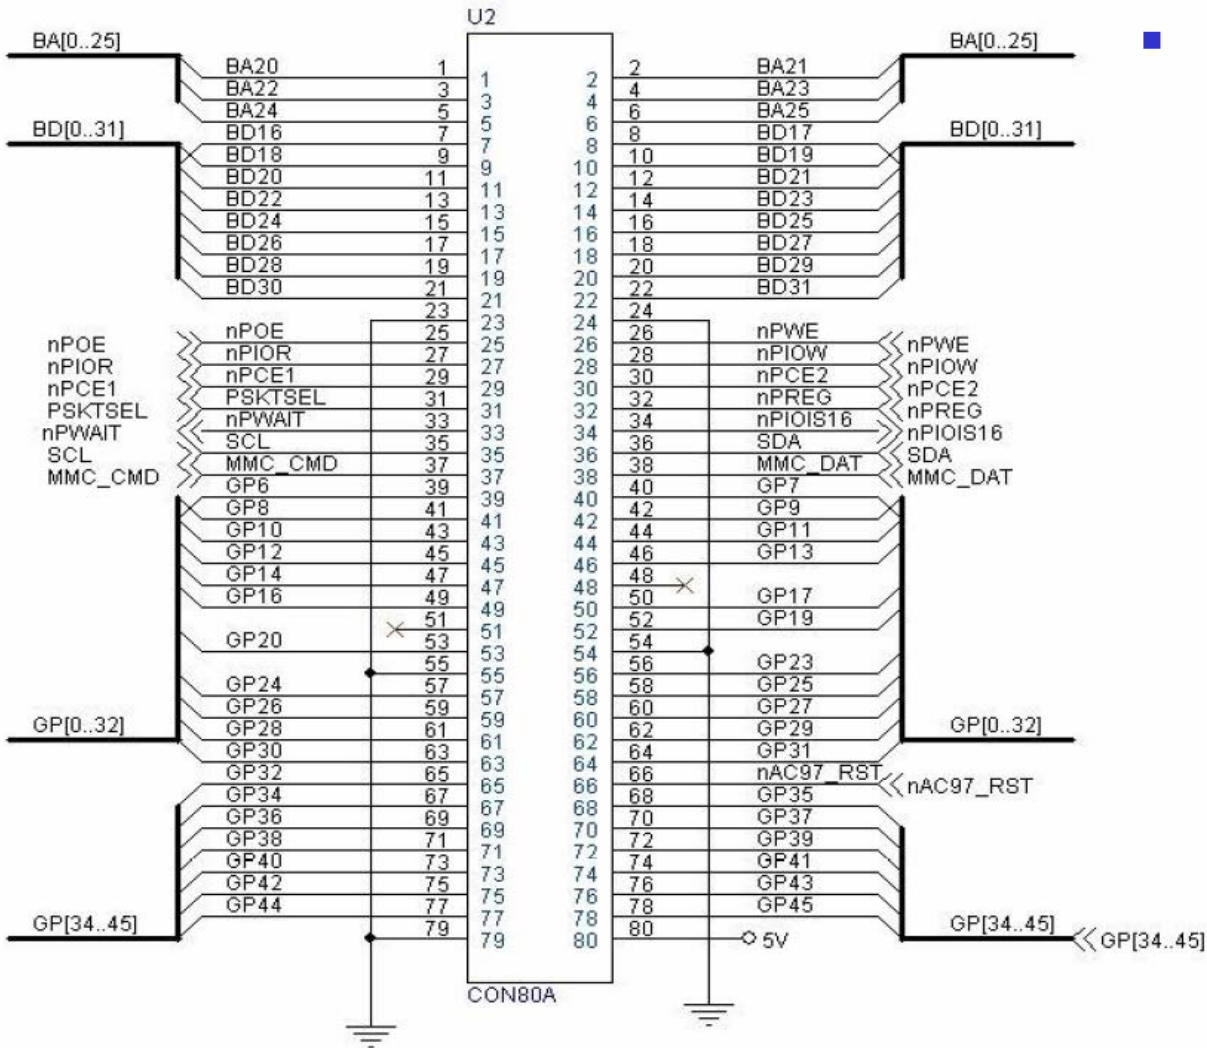 U2
BA[0..25] BA[0..25]
BA20 1 1 2 2 BA21
BA22 3 3 4 4 BA23
BA24 5 5 6 6 BA25
BD[0..31] BD16 7 7 8 8 BD17 BD[0..31]
BD18 9 9 10 10 BD19
BD20 11 11 12 12 BD21
BD22 13 13 14 14 BD23
BD24 15 15 16 16 BD25
BD26 17 17 18 18 BD27
BD28 19 19 20 20 BD29
BD30 21 21 22 22 BD31
23 23 24 24
nPOE nPOE 25 25 26 26 nPWE nPWE
nPIOR nPIOR 27 27 28 28 nPIOW nPIOW
nPCE1 nPCE1 29 29 30 30 nPCE2 nPCE2
PSKTSEL PSKTSEL 31 31 32 32 nPREG nPREG
nPWAIT nPWAIT 33 33 34 34 nPIOIS16 nPIOIS16
SCL SCL 35 35 36 36 SDA SDA
MMC_CMD MMC_CMD 37 37 38 38 MMC_DAT MMC_DAT
GP6 39 39 40 40 GP7
GP8 41 41 42 42 GP9
GP10 43 43 44 44 GP11
GP12 45 45 46 46 GP13
GP14 47 47 48 48
GP16 49 49 50 50 GP17
51 51 52 52 GP19
GP20 53 53 54 54
55 55 56 56 GP23
GP24 57 57 58 58 GP25
GP26 59 59 60 60 GP27
GP[0..32] GP28 61 61 62 62 GP29 GP[0..32]
GP30 63 63 64 64 GP31
GP32 65 65 66 66 nAC97_RST nAC97_RST
GP34 67 67 68 68 GP35
GP36 69 69 70 70 GP37
GP38 71 71 72 72 GP39
GP40 73 73 74 74 GP41
GP42 75 75 76 76 GP43
GP44 77 77 78 78 GP45
GP[34..45] 79 79 80 80 5V GP[34..45] GP[34..45]
CON80A